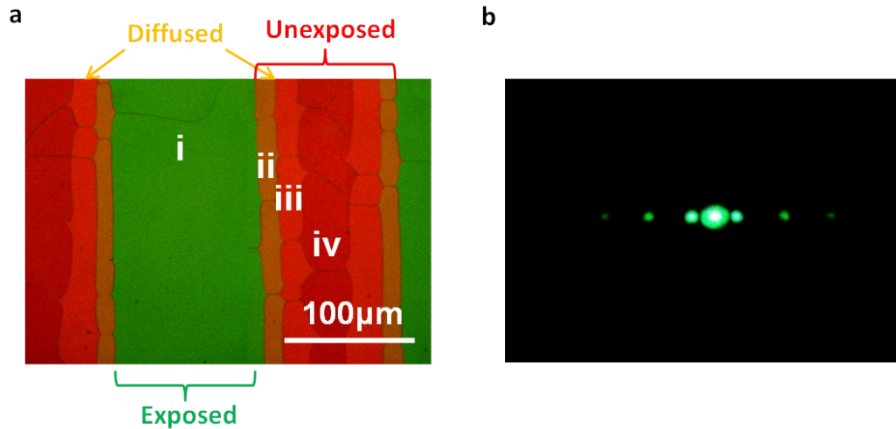 a
Diffused
Unexposed
i
ii
iii
iv
100μm
Exposed
b